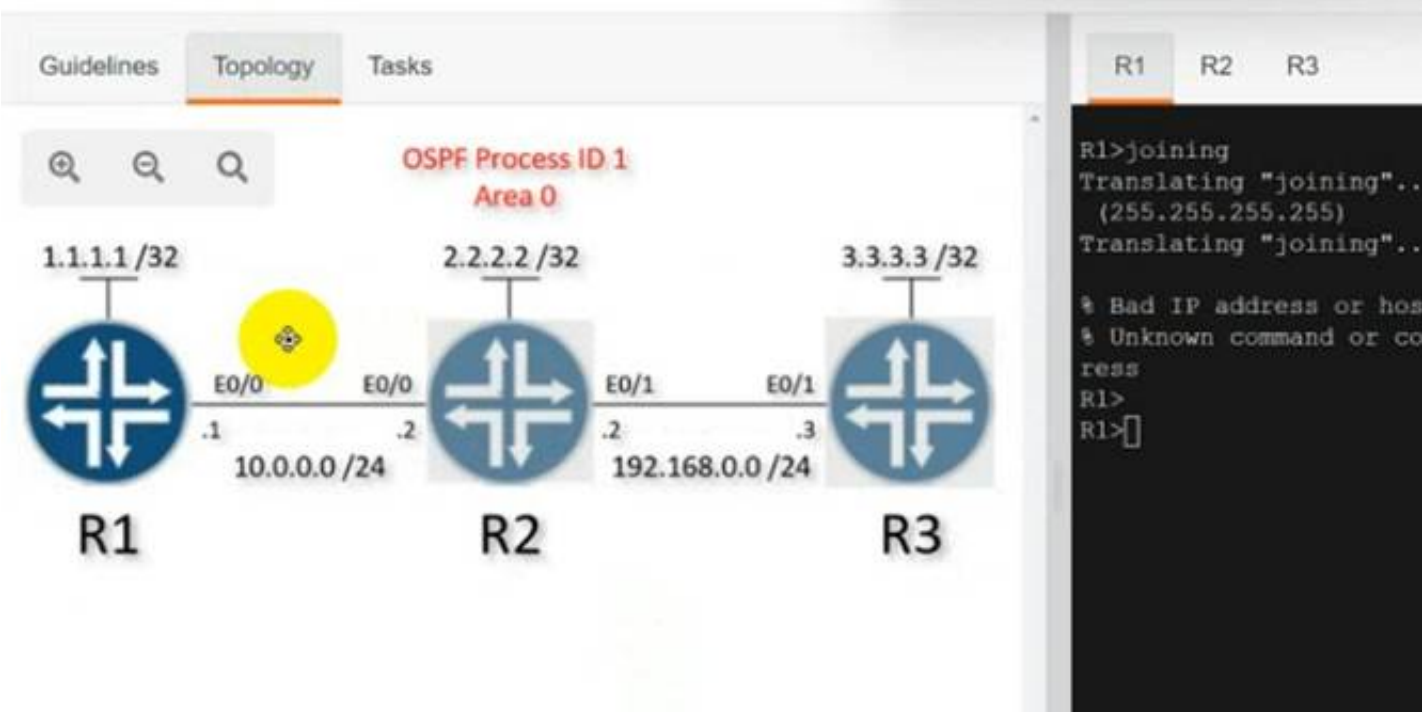 Guidelines Topology Tasks
OSPF Process ID 1
Area 0
1.1.1.1 /32 2.2.2.2 /32 3.3.3.3 /32
E0/0 E0/0 E0/1 E0/1
.1 .2 .2 .3
10.0.0.0 /24 192.168.0.0 /24
R1 R2 R3
R1 R2 R3
R1>joining
Translating "joining"..
(255.255.255.255)
Translating "joining"..
% Bad IP address or hos
% Unknown command or co
ress
R1>
R1>